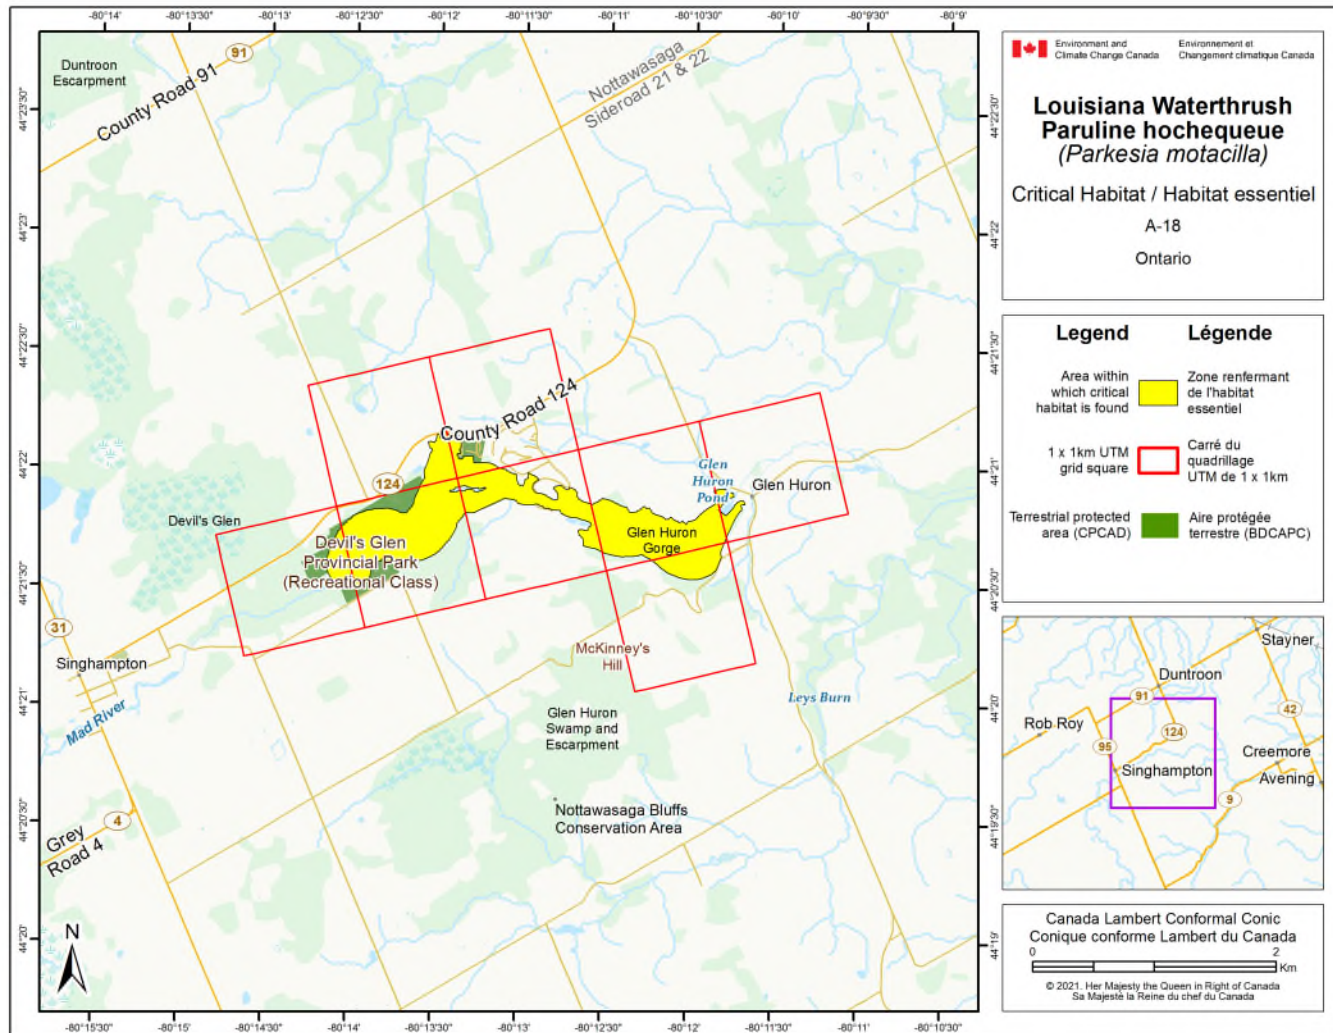 -80°14'
-80°13'
-80°12'30"
-80°12'
-80°11'30"
-80°11'
-80°10'30"
-80°10'
-80°9'
44°23'30"
44°23'
44°22'30"
44°22'
44°21'30"
44°21'
44°20'30"
44°20'
44°22'30"
44°22'
44°21'30"
44°21'
44°20'30"
44°20'
44°19'30"
44°19'
-80°15'30"
-80°15'
-80°14'30"
-80°14'
-80°13'30"
-80°13'
-80°12'30"
-80°12'
-80°11'30"
-80°11'
-80°10'30"
Duntroon
Escarpment
County Road 91
91
Nottawasaga
Sideroad 21 & 22
County Road 124
124
Glen
Huron
Pond
Glen Huron
Devil's Glen
Devil's Glen
Provincial Park
(Recreational Class)
Glen Huron
Gorge
31
Singhampton
McKinney's
Hill
Mad River
Leys Burn
Glen Huron
Swamp and
Escarpment
Nottawasaga Bluffs
Conservation Area
4
Grey
Road 4
N
Environment and
Climate Change Canada
Environnement et
Changement climatique Canada
Louisiana Waterthrush
Paruline hochequeue
(Parkesia motacilla)
Critical Habitat / Habitat essentiel
A-18
Ontario
Legend
Légende
Area within
which critical
habitat is found
Zone renfermant
de l'habitat
essentiel
1 x 1km UTM
grid square
Carré du
quadrillage
UTM de 1 x 1km
Terrestrial protected
area (CPCAD)
Aire protégée
terrestre (BDCAPC)
Stayner
Duntroon
91
42
Rob Roy
124
95
Creemore
Singhampton
Avening
9
Canada Lambert Conformal Conic
Conique conforme Lambert du Canada
0 2
Km
© 2021. Her Majesty the Queen in Right of Canada
Sa Majesté la Reine du chef du Canada